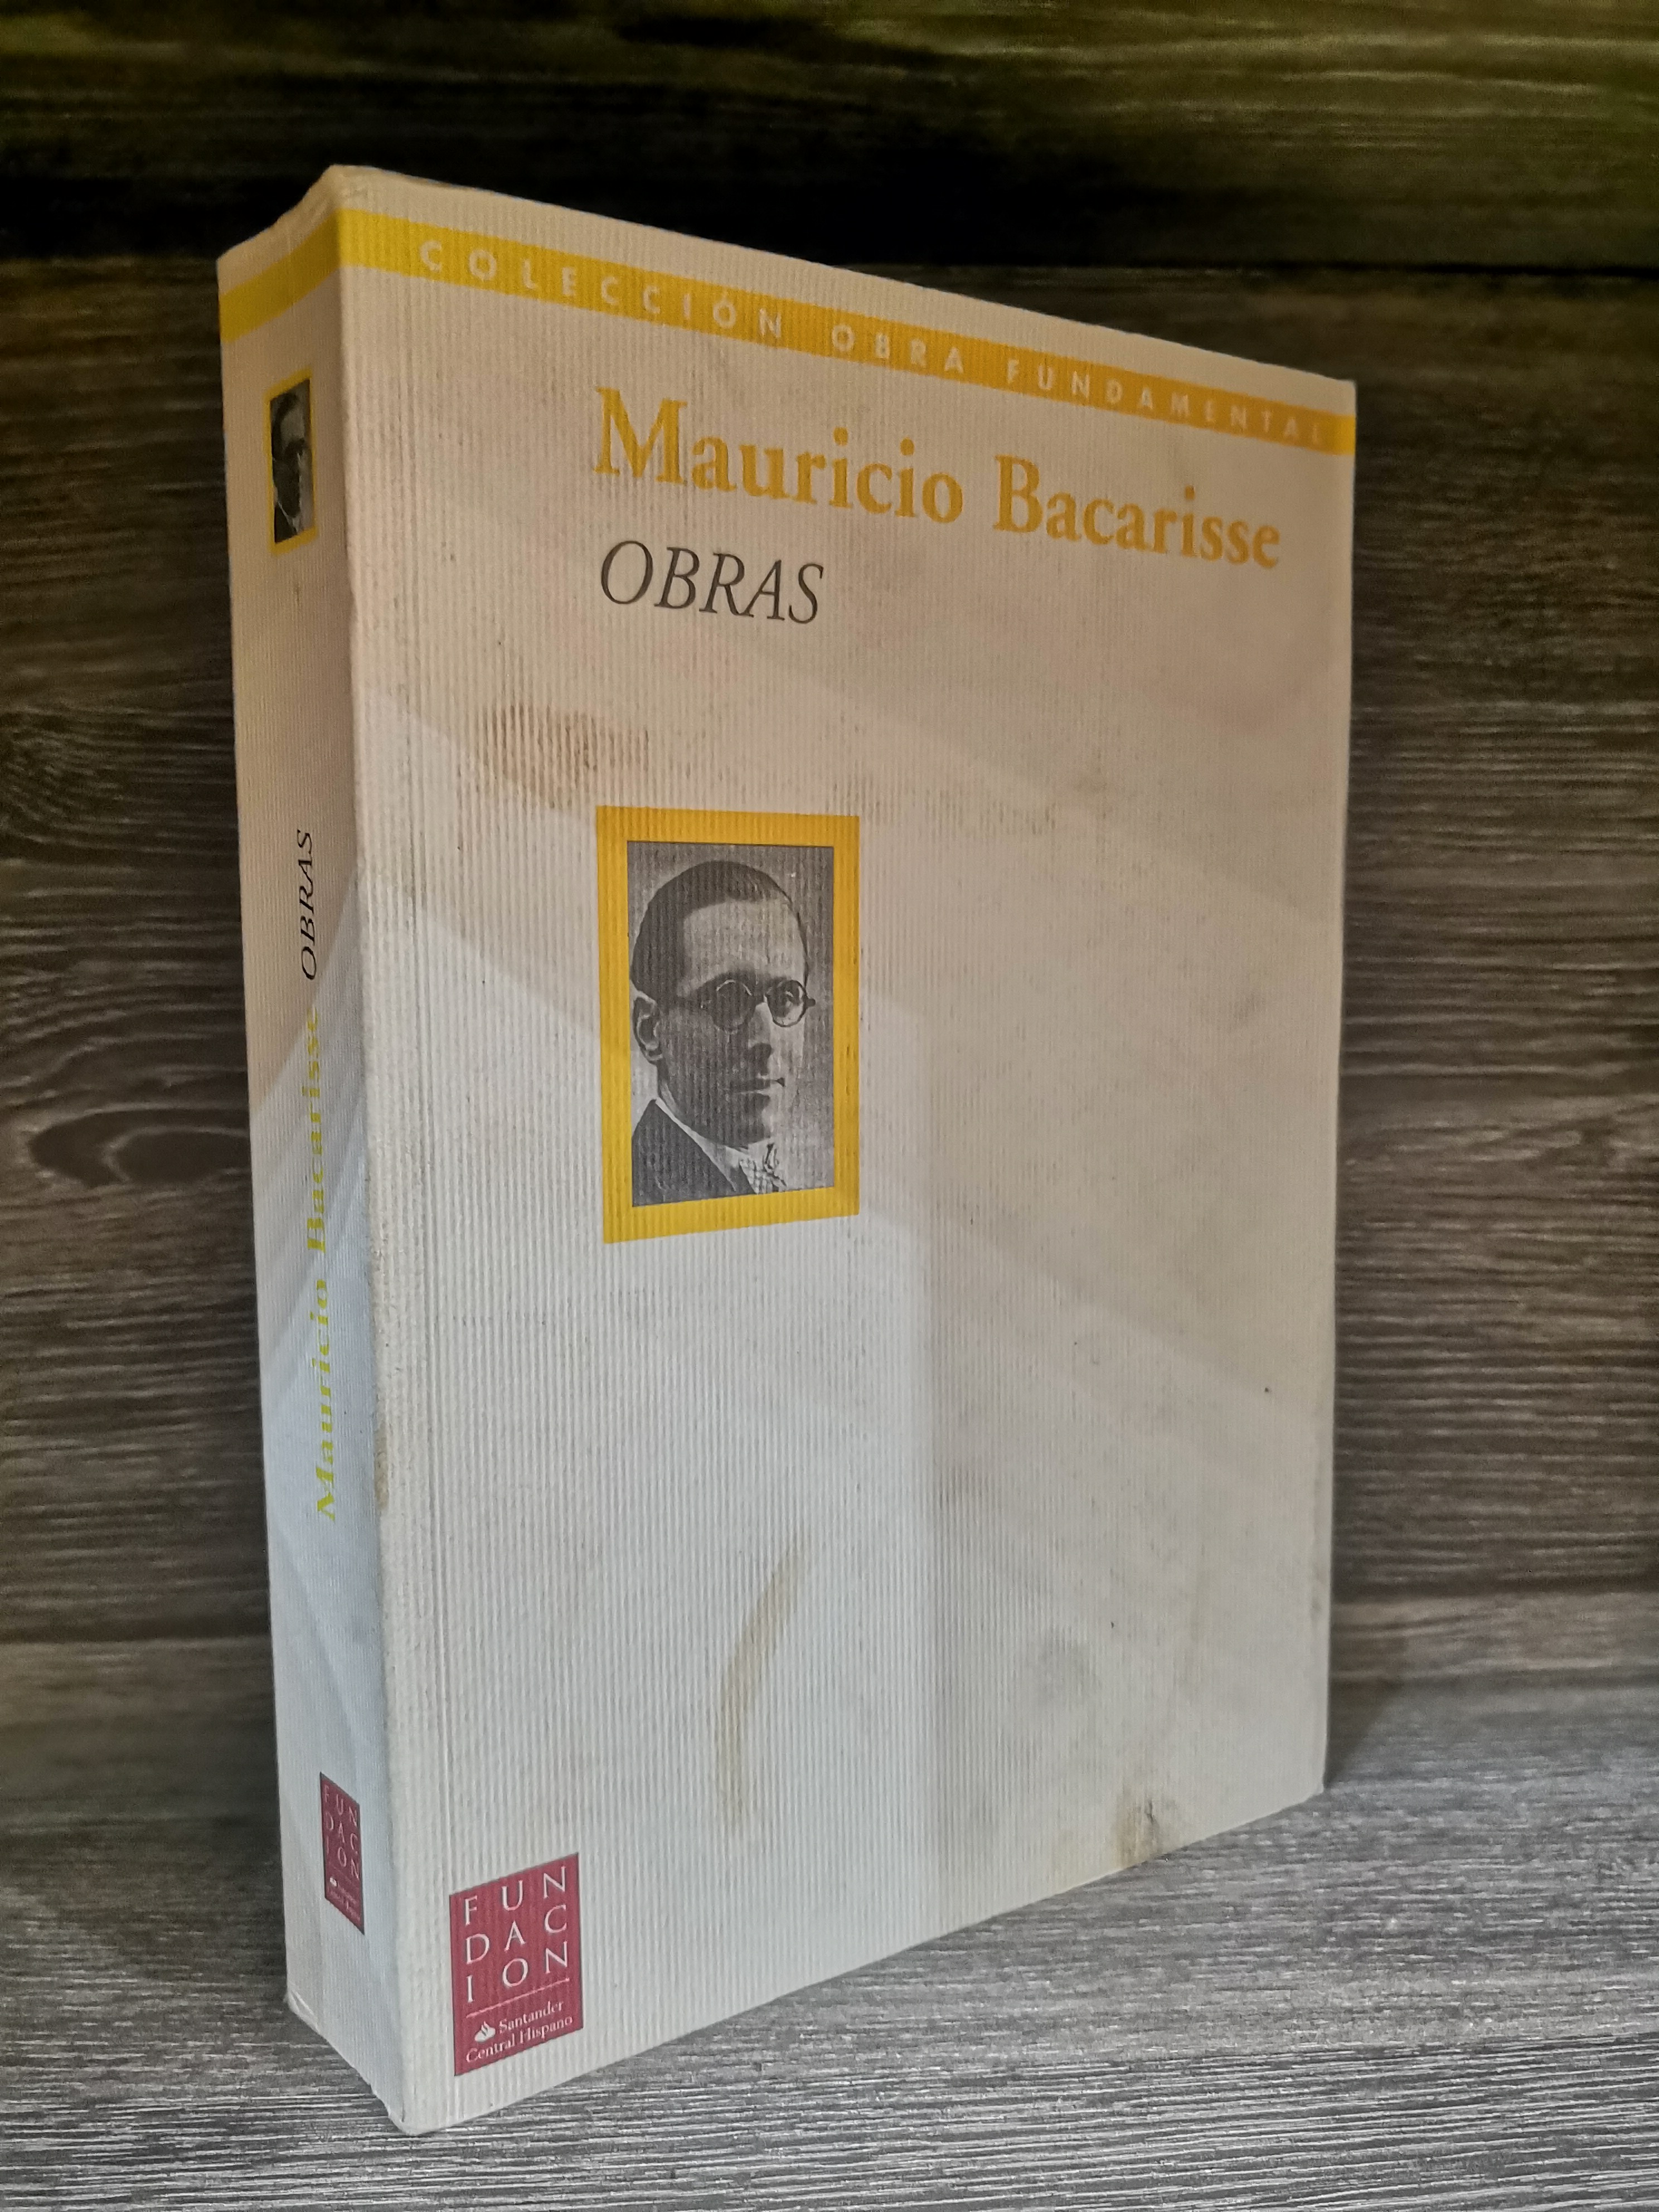 COLECCIÓN OBRA FUNDAMENTAL
Mauricio Bacarisse
OBRAS
FUN
DAC
ION
Santander
Central Hispano
Mauricio Bacarisse OBRAS
FUN
DAC
ION